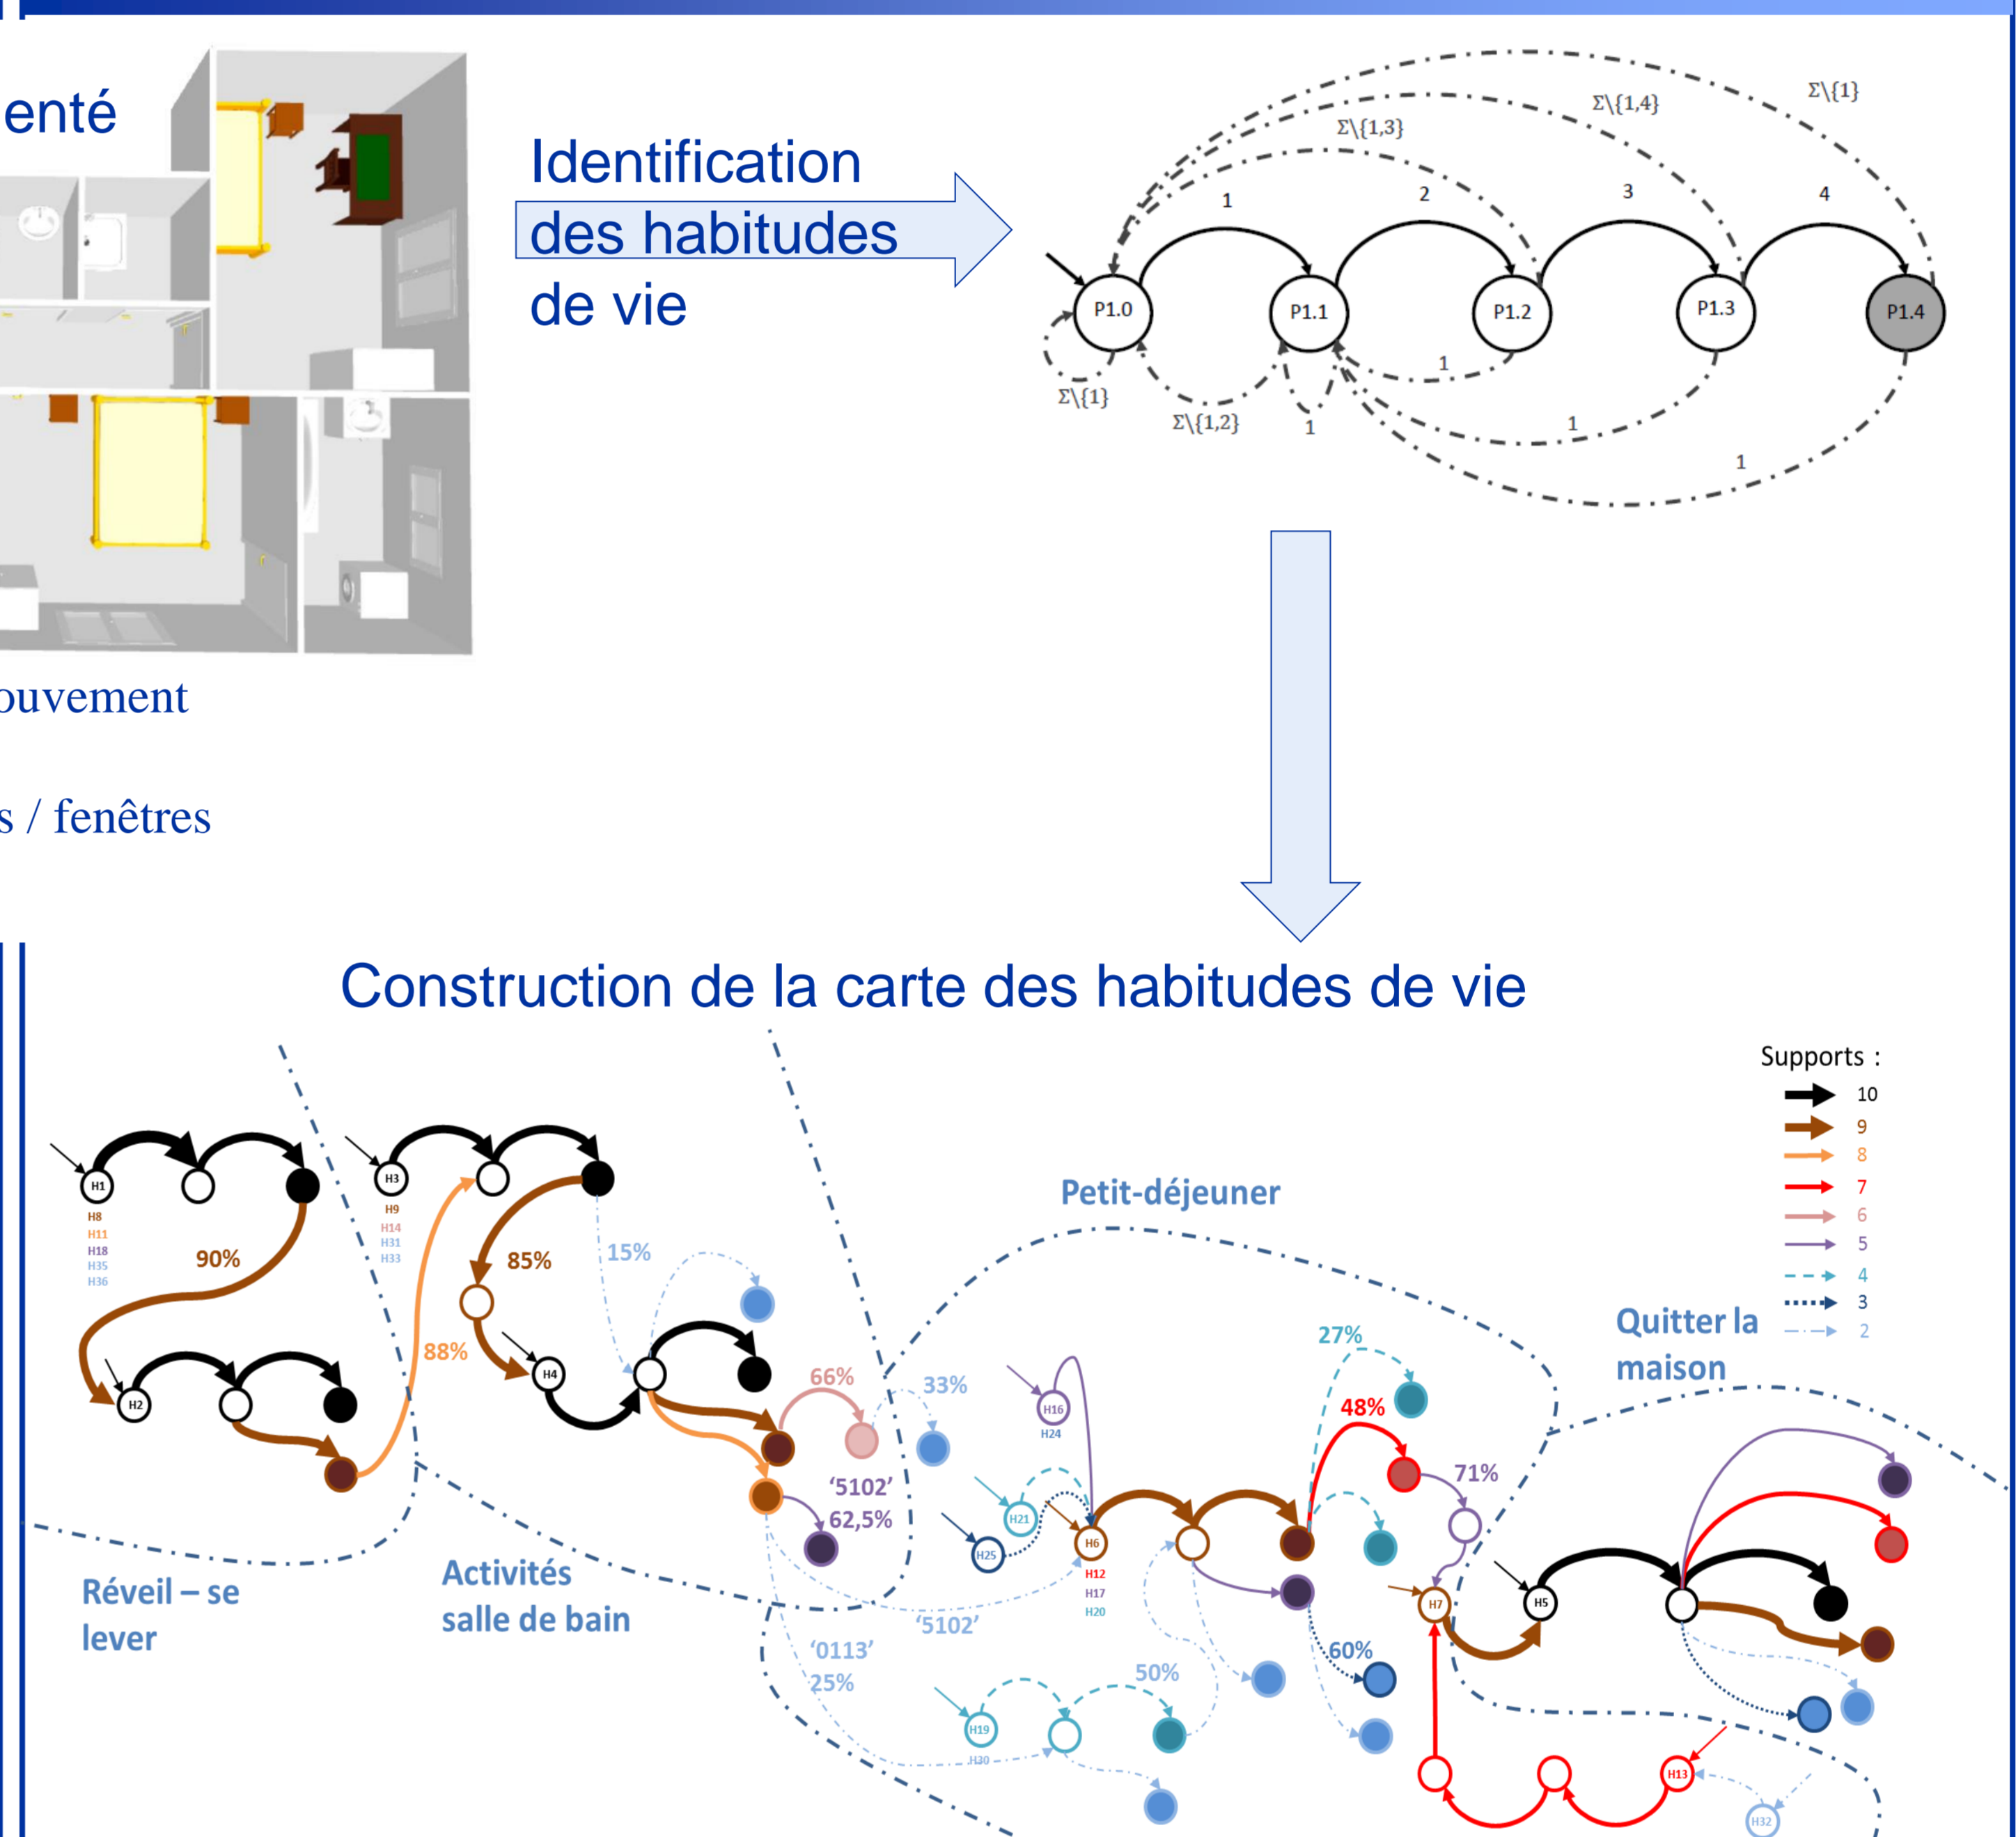 enté
Identification
des habitudes
de vie
Σ\{1}
Σ\{1,4}
Σ\{1,3}
1
2
3
4
P1.0
P1.1
P1.2
P1.3
P1.4
Σ\{1}
Σ\{1,2}
1
1
1
1
ouvement
s / fenêtres
Construction de la carte des habitudes de vie
Supports :
10
9
8
7
6
5
4
3
2
H1
H8
H11
H18
H35
H36
90%
H2
88%
Réveil – se
lever
H3
H9
H14
H31
H33
85%
15%
H4
66%
33%
'5102'
62,5%
Activités
salle de bain
'5102'
'0113'
25%
Petit-déjeuner
H16
H24
H21
H25
H6
H12
H17
H20
27%
48%
71%
60%
50%
H19
H30
Quitter la
maison
H7
H5
H13
H32